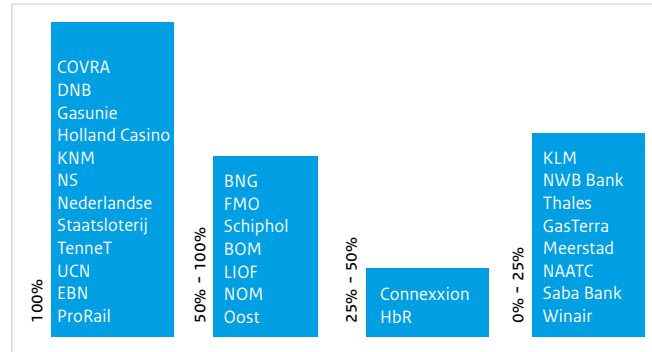 100%
COVRA
DNB
Gasunie
Holland Casino
KNM
NS
Nederlandse
Staatsloterij
TenneT
UCN
EBN
ProRail
50% - 100%
BNG
FMO
Schiphol
BOM
LIOF
NOM
Oost
25% - 50%
Connexxion
HbR
0% - 25%
KLM
NWB Bank
Thales
GasTerra
Meerstad
NAATC
Saba Bank
Winair